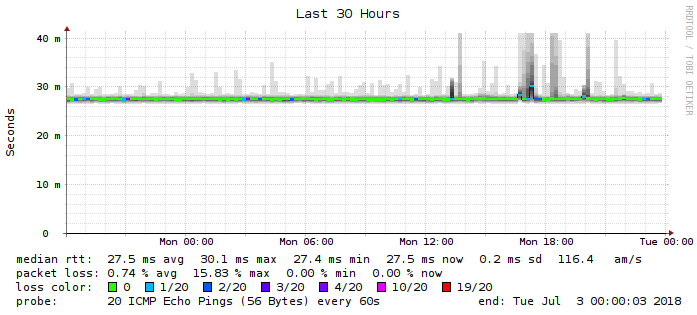 Last 30 Hours
RRDTOOL / TOBI OETIKER
Seconds
40 m
30 m
20 m
10 m
0
Mon 00:00 Mon 06:00 Mon 12:00 Mon 18:00 Tue 00:00
median rtt: 27.5 ms avg 30.1 ms max 27.4 ms min 27.5 ms now 0.2 ms sd 116.4 am/s
packet loss: 0.74 % avg 15.83 % max 0.00 % min 0.00 % now
loss color: 0 1/20 2/20 3/20 4/20 10/20 19/20
probe: 20 ICMP Echo Pings (56 Bytes) every 60s end: Tue Jul 3 00:00:03 2018